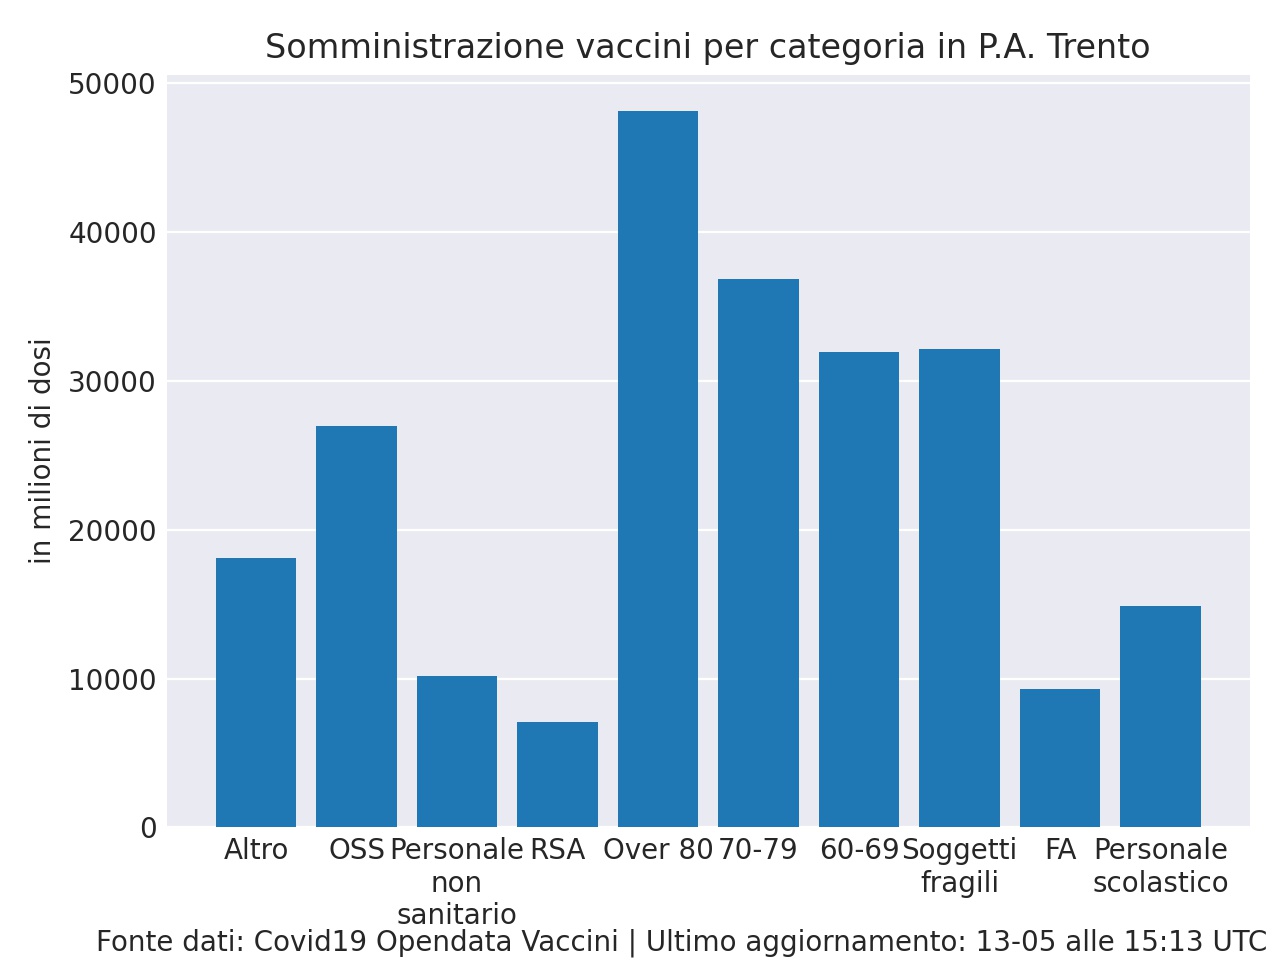 Somministrazione vaccini per categoria in P.A. Trento
in milioni di dosi
50000
40000
30000
20000
10000
0
Altro
OSS
Personale
non
sanitario
RSA
Over 80
70-79
60-69
Soggetti
fragili
FA
Personale
scolastico
Fonte dati: Covid19 Opendata Vaccini | Ultimo aggiornamento: 13-05 alle 15:13 UTC